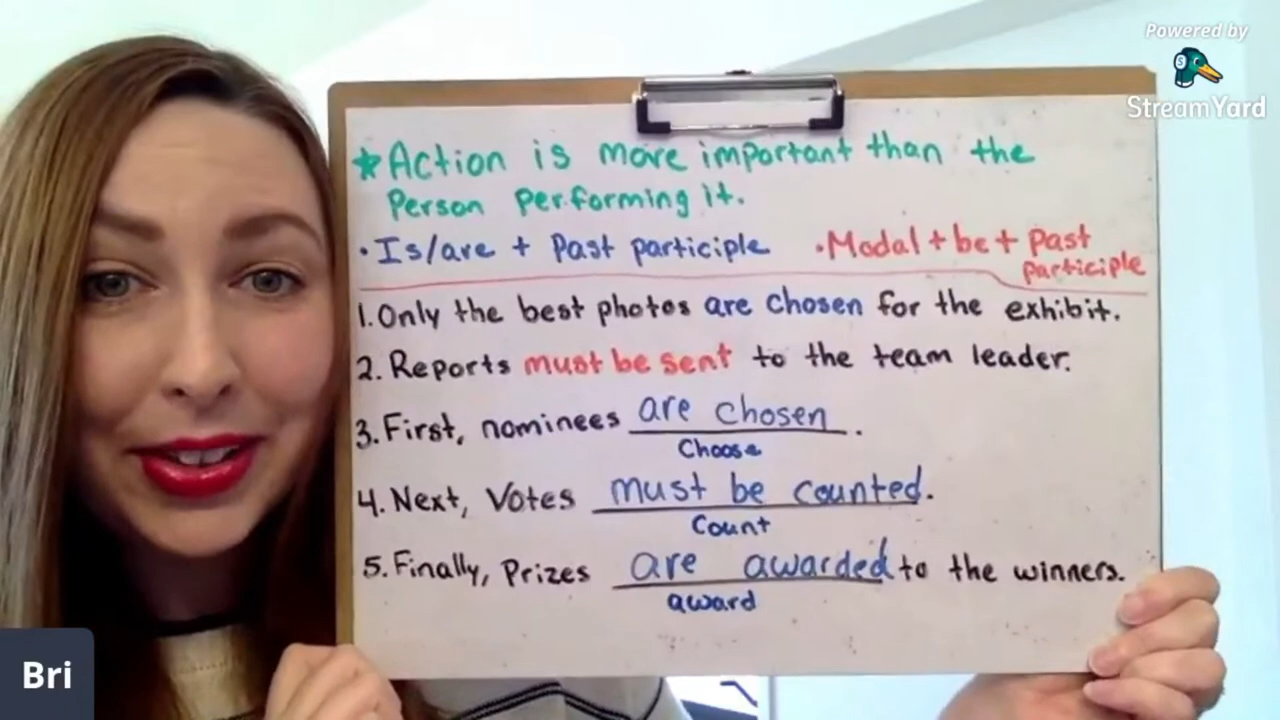 Powered by
StreamYard
*Action is more important than the
Person performing it.
• Is/are + Past participle •Modal + be + Past
participle
1. Only the best photos are chosen for the exhibit.
2. Reports must be sent to the team leader.
3. First, nominees are chosen.
Choose
4. Next, Votes must be counted.
Count
5. Finally, Prizes are awarded to the winners.
award
Bri